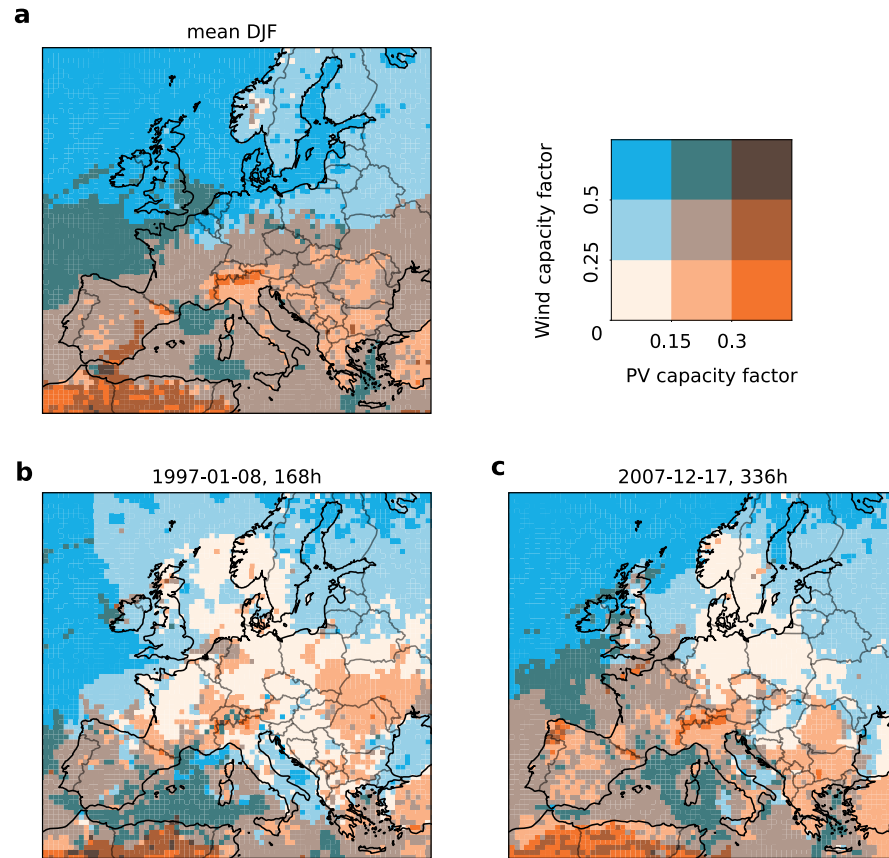 a
mean DJF
Wind capacity factor
0.5
0.25
0
0.15
0.3
PV capacity factor
b
1997-01-08, 168h
c
2007-12-17, 336h